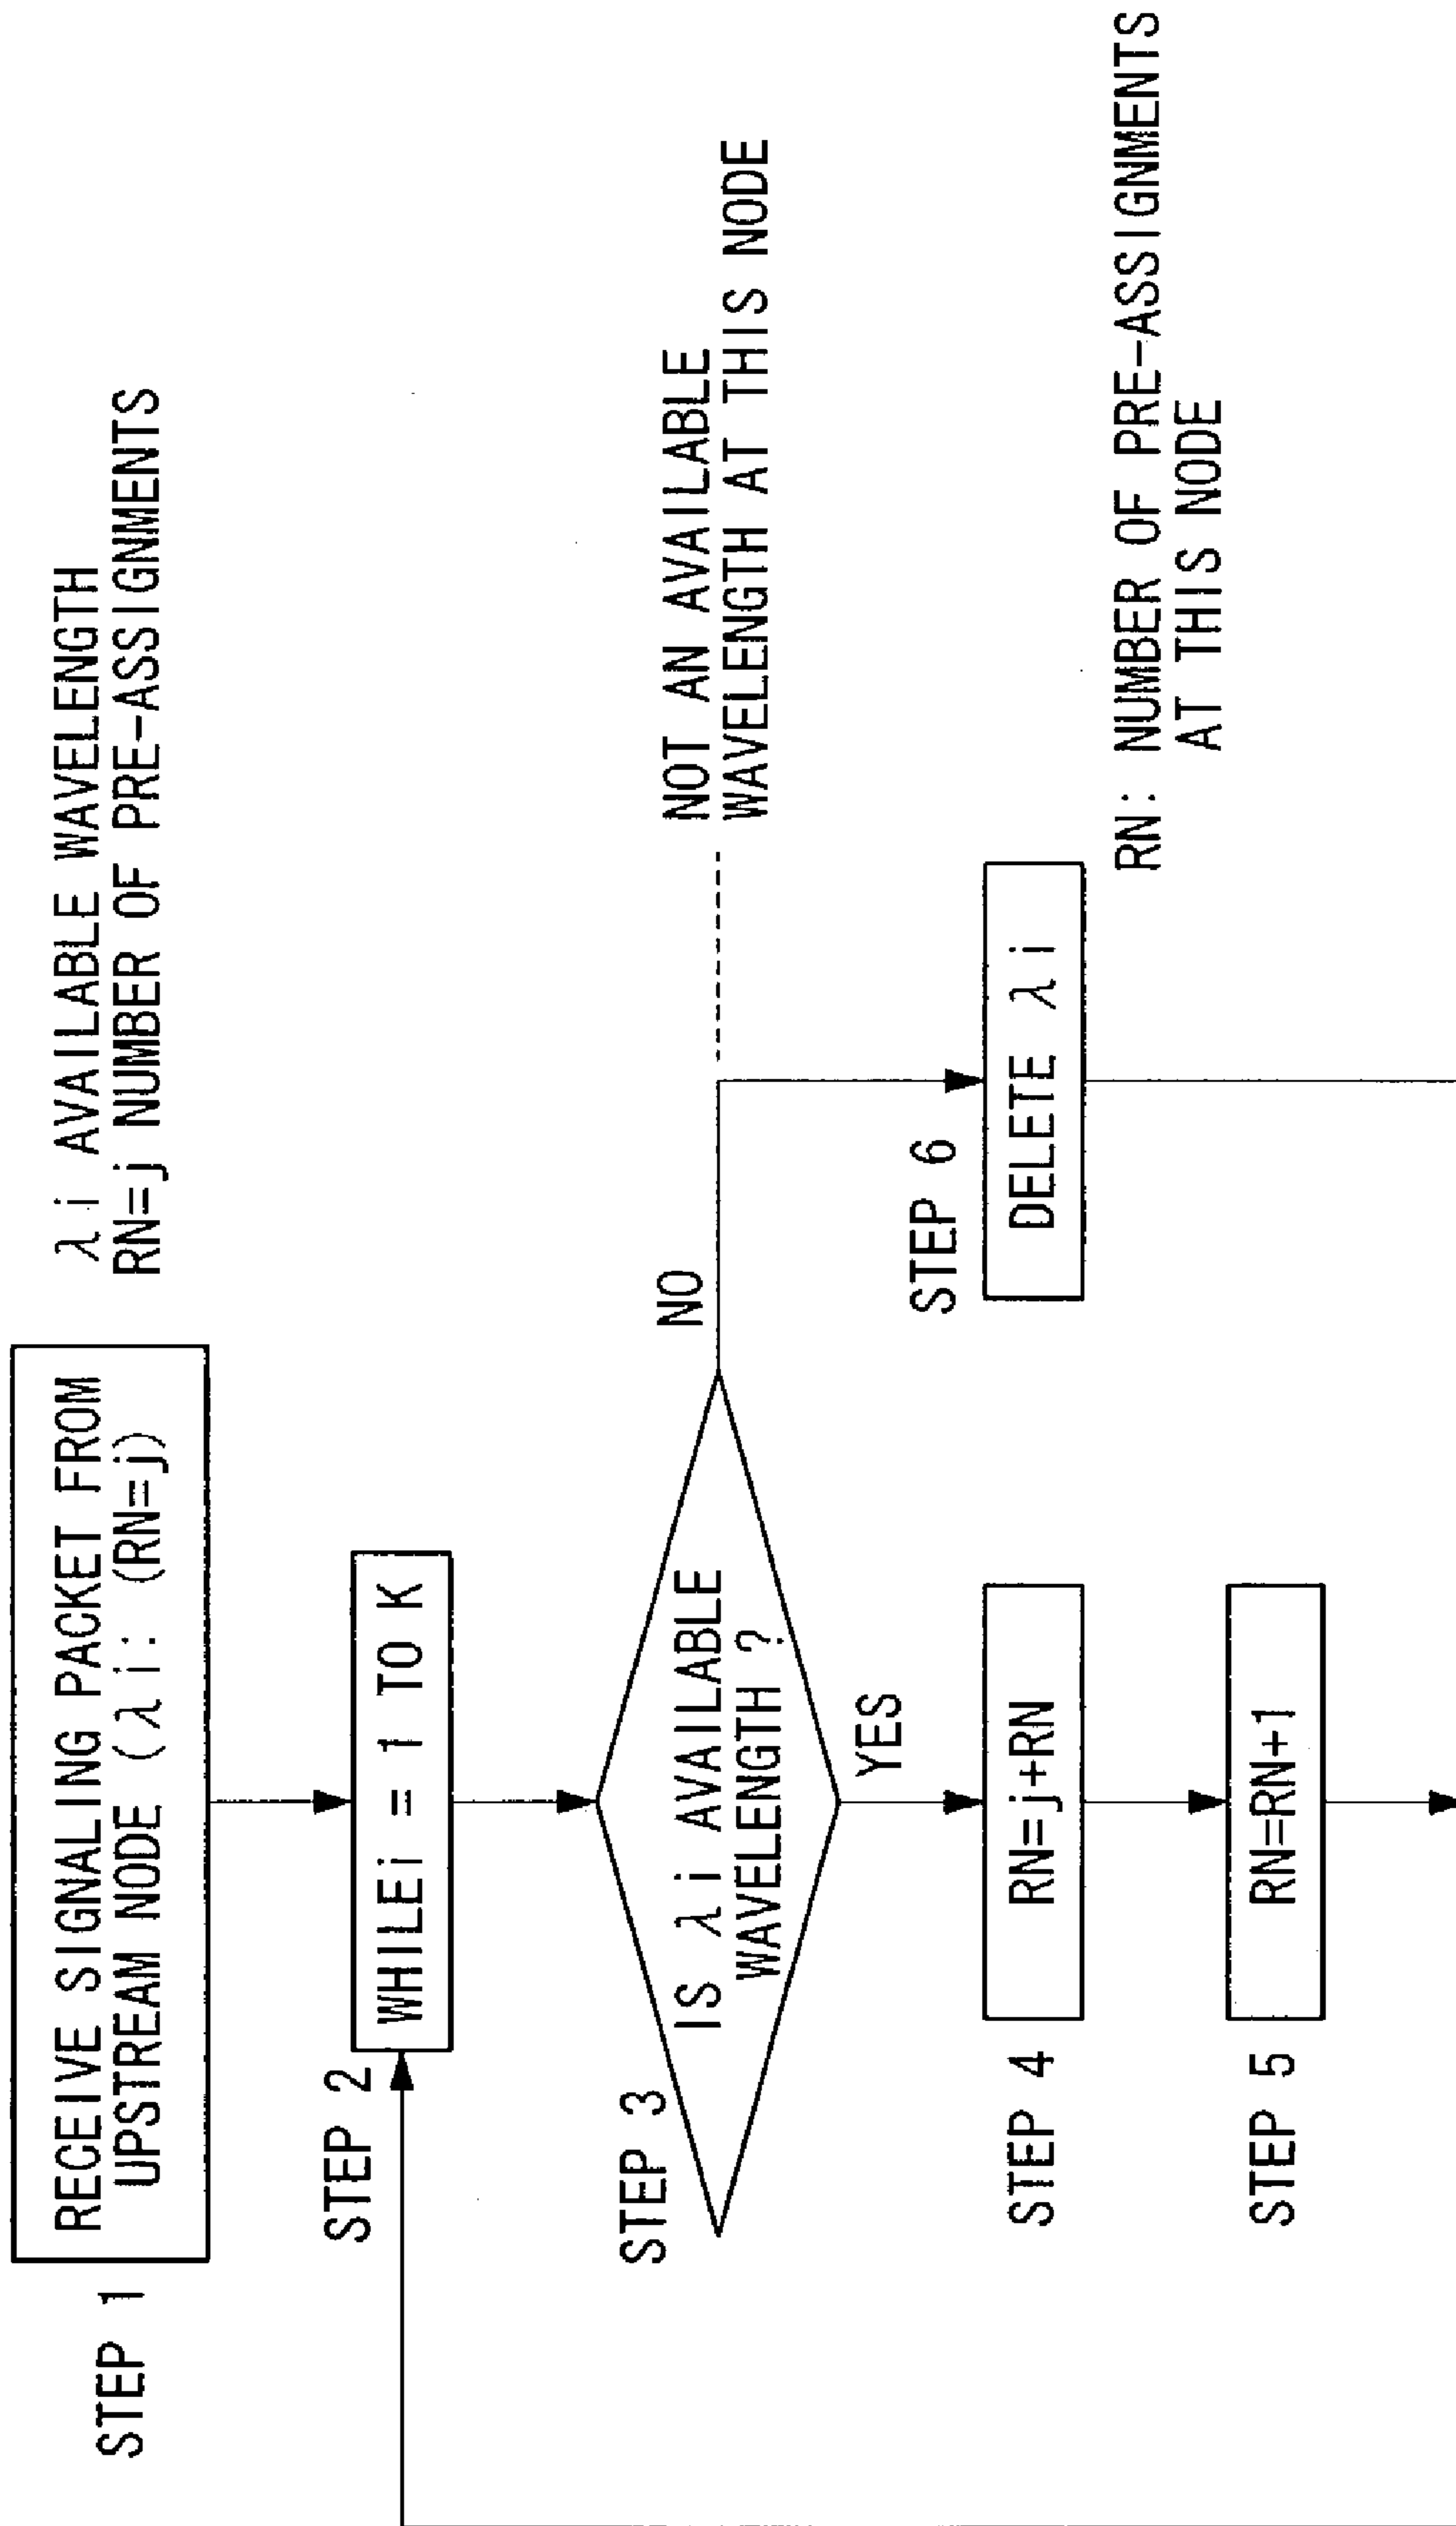 STEP 1
RECEIVE SIGNALING PACKET FROM
UPSTREAM NODE (λi: (RN=j)
λi AVAILABLE WAVELENGTH
RN=j NUMBER OF PRE-ASSIGNMENTS
STEP 2
WHILEi = 1 TO K
STEP 3
IS λi AVAILABLE
WAVELENGTH ?
NO
NOT AN AVAILABLE
WAVELENGTH AT THIS NODE
YES
STEP 4
RN=j+RN
STEP 6
DELETE λi
RN: NUMBER OF PRE-ASSIGNMENTS
AT THIS NODE
STEP 5
RN=RN+1